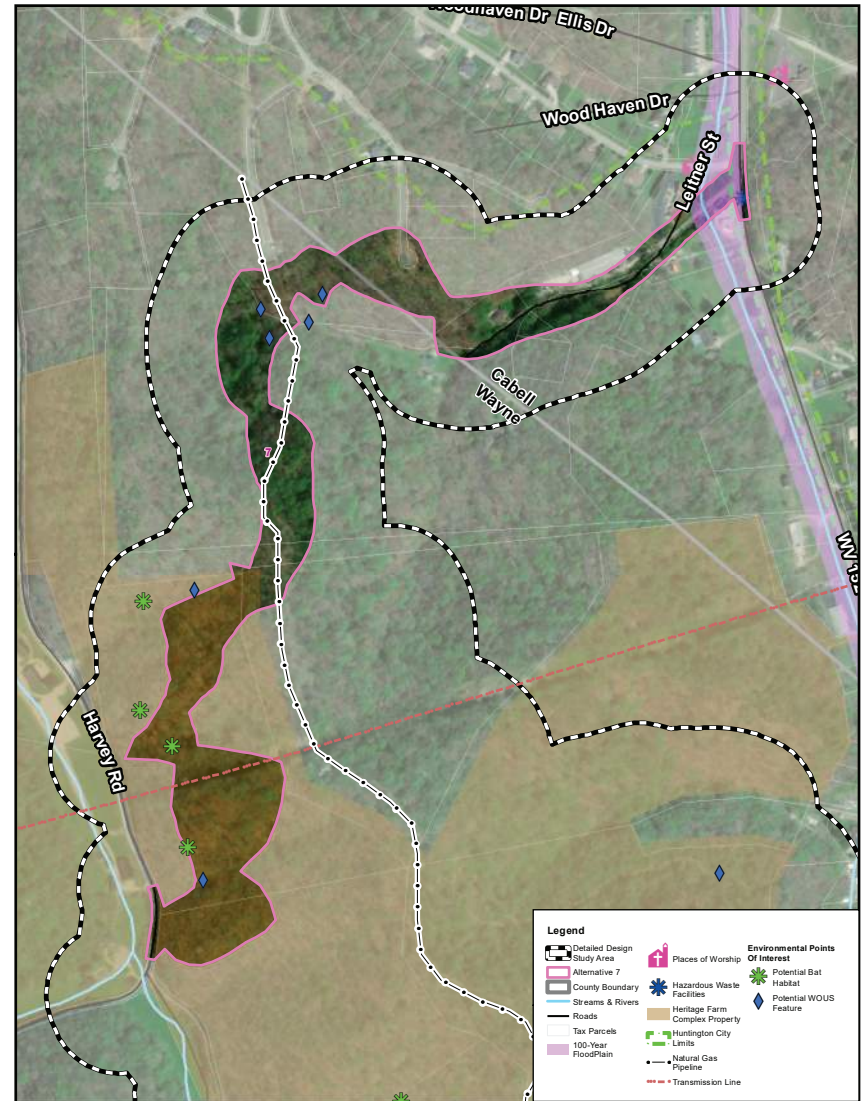 Ellis Dr
Wood Haven Dr
Leitner St
Cabell
Wayne
7
Harvey Rd
Legend
Detailed Design
Study Area
Alternative 7
County Boundary
Streams & Rivers
Roads
Tax Parcels
100-Year
FloodPlain
Places of Worship
Hazardous Waste
Facilities
Heritage Farm
Complex Property
Huntington City
Limits
Natural Gas
Pipeline
Transmission Line
Environmental Points
Of Interest
Potential Bat
Habitat
Potential WOUS
Feature